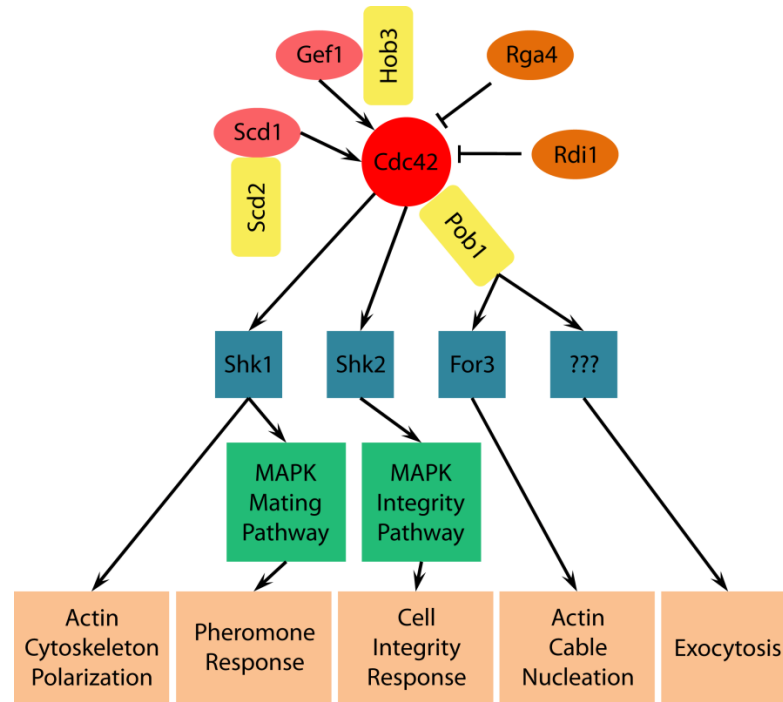 Gef1
Hob3
Rga4
Scd1
Cdc42
Rdi1
Scd2
Pob1
Shk1
Shk2
For3
???
MAPK
Mating
Pathway
MAPK
Integrity
Pathway
Actin
Cytoskeleton
Polarization
Pheromone
Response
Cell
Integrity
Response
Actin
Cable
Nucleation
Exocytosis